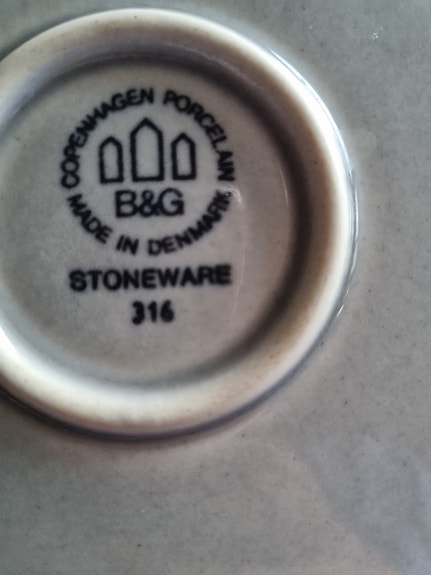 COPENHAGEN PORCELAIN
B&G
MADE IN DENMARK
STONEWARE
316